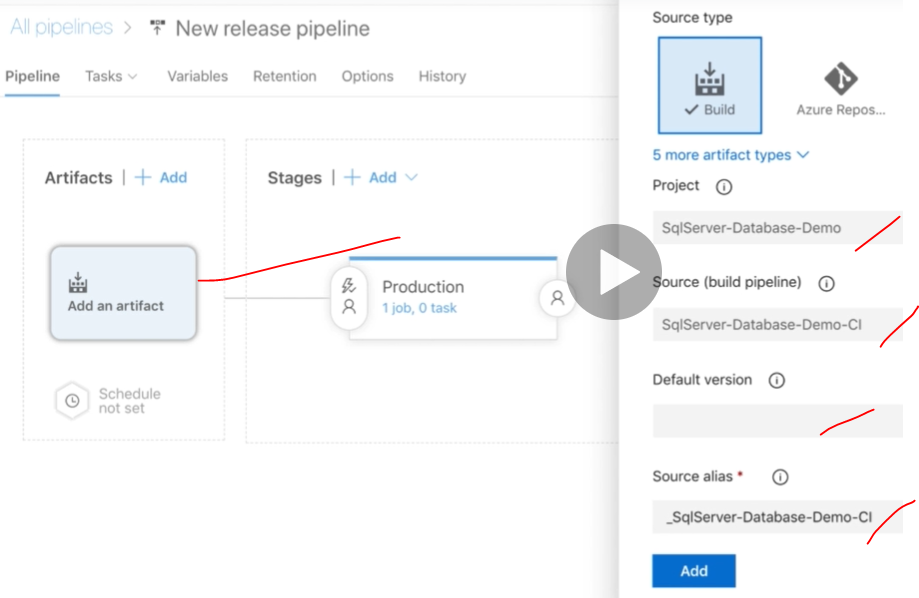 All pipelines > New release pipeline
Pipeline Tasks Variables Retention Options History
Artifacts | + Add
Stages | + Add
Add an artifact
Schedule
not set
Production
1 job, 0 task
Source type
Build
Azure Repos...
5 more artifact types
Project
SqlServer-Database-Demo
Source (build pipeline)
SqlServer-Database-Demo-CI
Default version
Source alias *
_SqlServer-Database-Demo-CI
Add